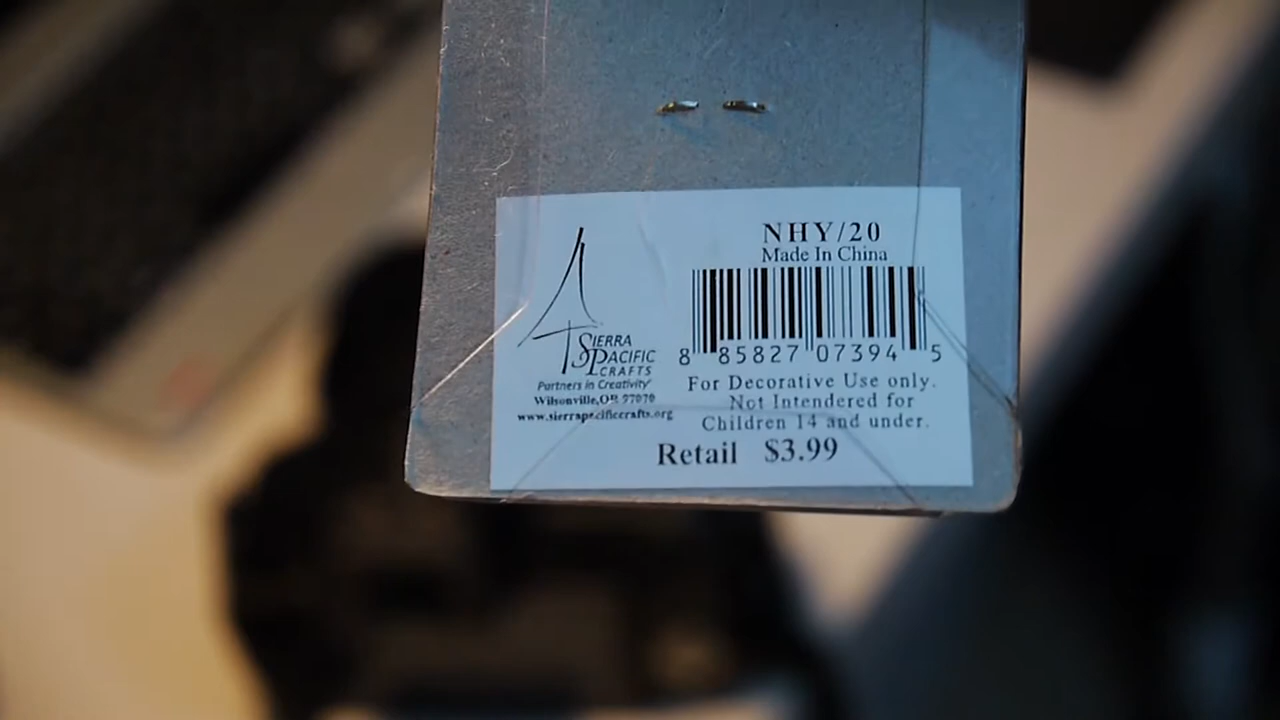 NHY/20
Made In China
8 85827 07394 5
SIERRA
PACIFIC
CRAFTS
Partners in Creativity
Wilsonville, OR 97070
www.sierrapacificcrafts.org
For Decorative Use only.
Not Intendered for
Children 14 and under.
Retail $3.99